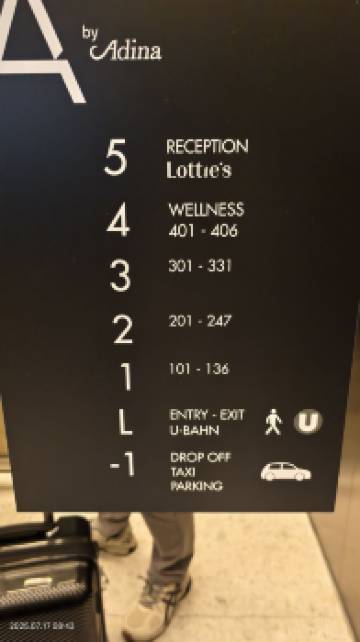 A
by
Adina
5 RECEPTION
Lottie's
4 WELLNESS
401 - 406
3 301 - 331
2 201 - 247
1 101 - 136
L ENTRY - EXIT
U-BAHN
U
-1 DROP OFF
TAXI
PARKING
2025.07.17 09:43